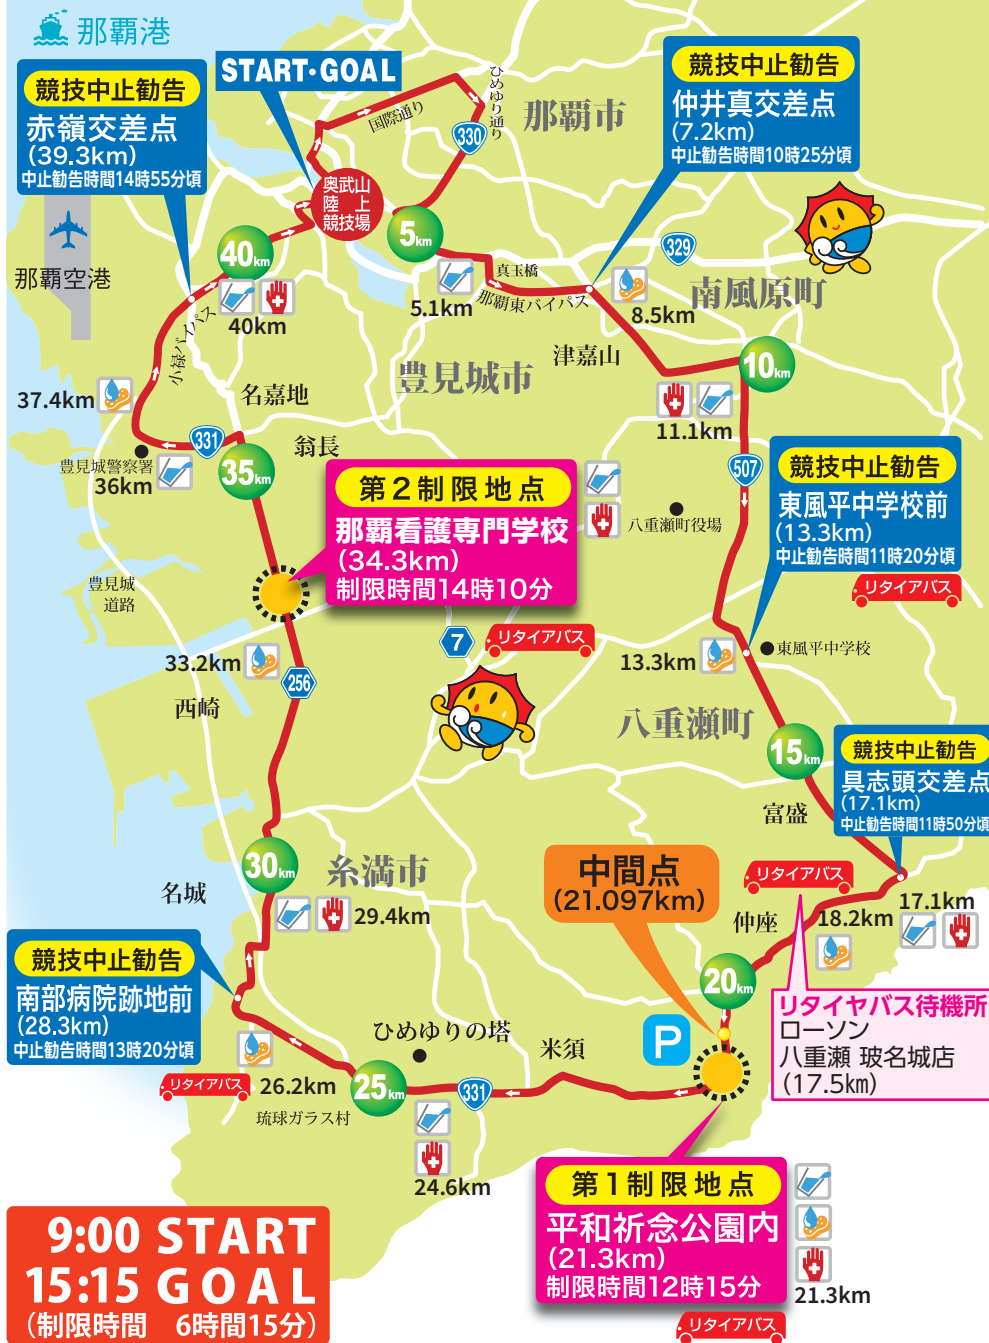 那覇港
START・GOAL
競技中止勧告
赤嶺交差点
(39.3km)
中止勧告時間14時55分頃
競技中止勧告
仲井真交差点
(7.2km)
中止勧告時間10時25分頃
国際通り
ひめゆり通り
那覇市
330
奥武山
陸上
競技場
那覇空港
40km
5km
329
真玉橋
南風原町
5.1km
那覇東バイパス
8.5km
40km
小禄バイパス
津嘉山
豊見城市
10km
37.4km
名嘉地
11.1km
331
翁長
豊見城警察署
36km
35km
507
第2制限地点
那覇看護専門学校
(34.3km)
制限時間14時10分
八重瀬町役場
競技中止勧告
東風平中学校前
(13.3km)
中止勧告時間11時20分頃
リタイアバス
豊見城
道路
7
リタイアバス
33.2km
13.3km
東風平中学校
256
西崎
八重瀬町
15km
競技中止勧告
具志頭交差点
(17.1km)
中止勧告時間11時50分頃
富盛
30km
糸満市
中間点
(21.097km)
リタイアバス
名城
29.4km
17.1km
仲座
18.2km
競技中止勧告
南部病院跡地前
(28.3km)
中止勧告時間13時20分頃
20km
リタイヤバス待機所
ローソン
八重瀬 玻名城店
(17.5km)
ひめゆりの塔
米須
P
リタイアバス
26.2km
25km
331
琉球ガラス村
24.6km
第1制限地点
平和祈念公園内
(21.3km)
制限時間12時15分
21.3km
リタイアバス
9:00 START
15:15 GOAL
(制限時間 6時間15分)